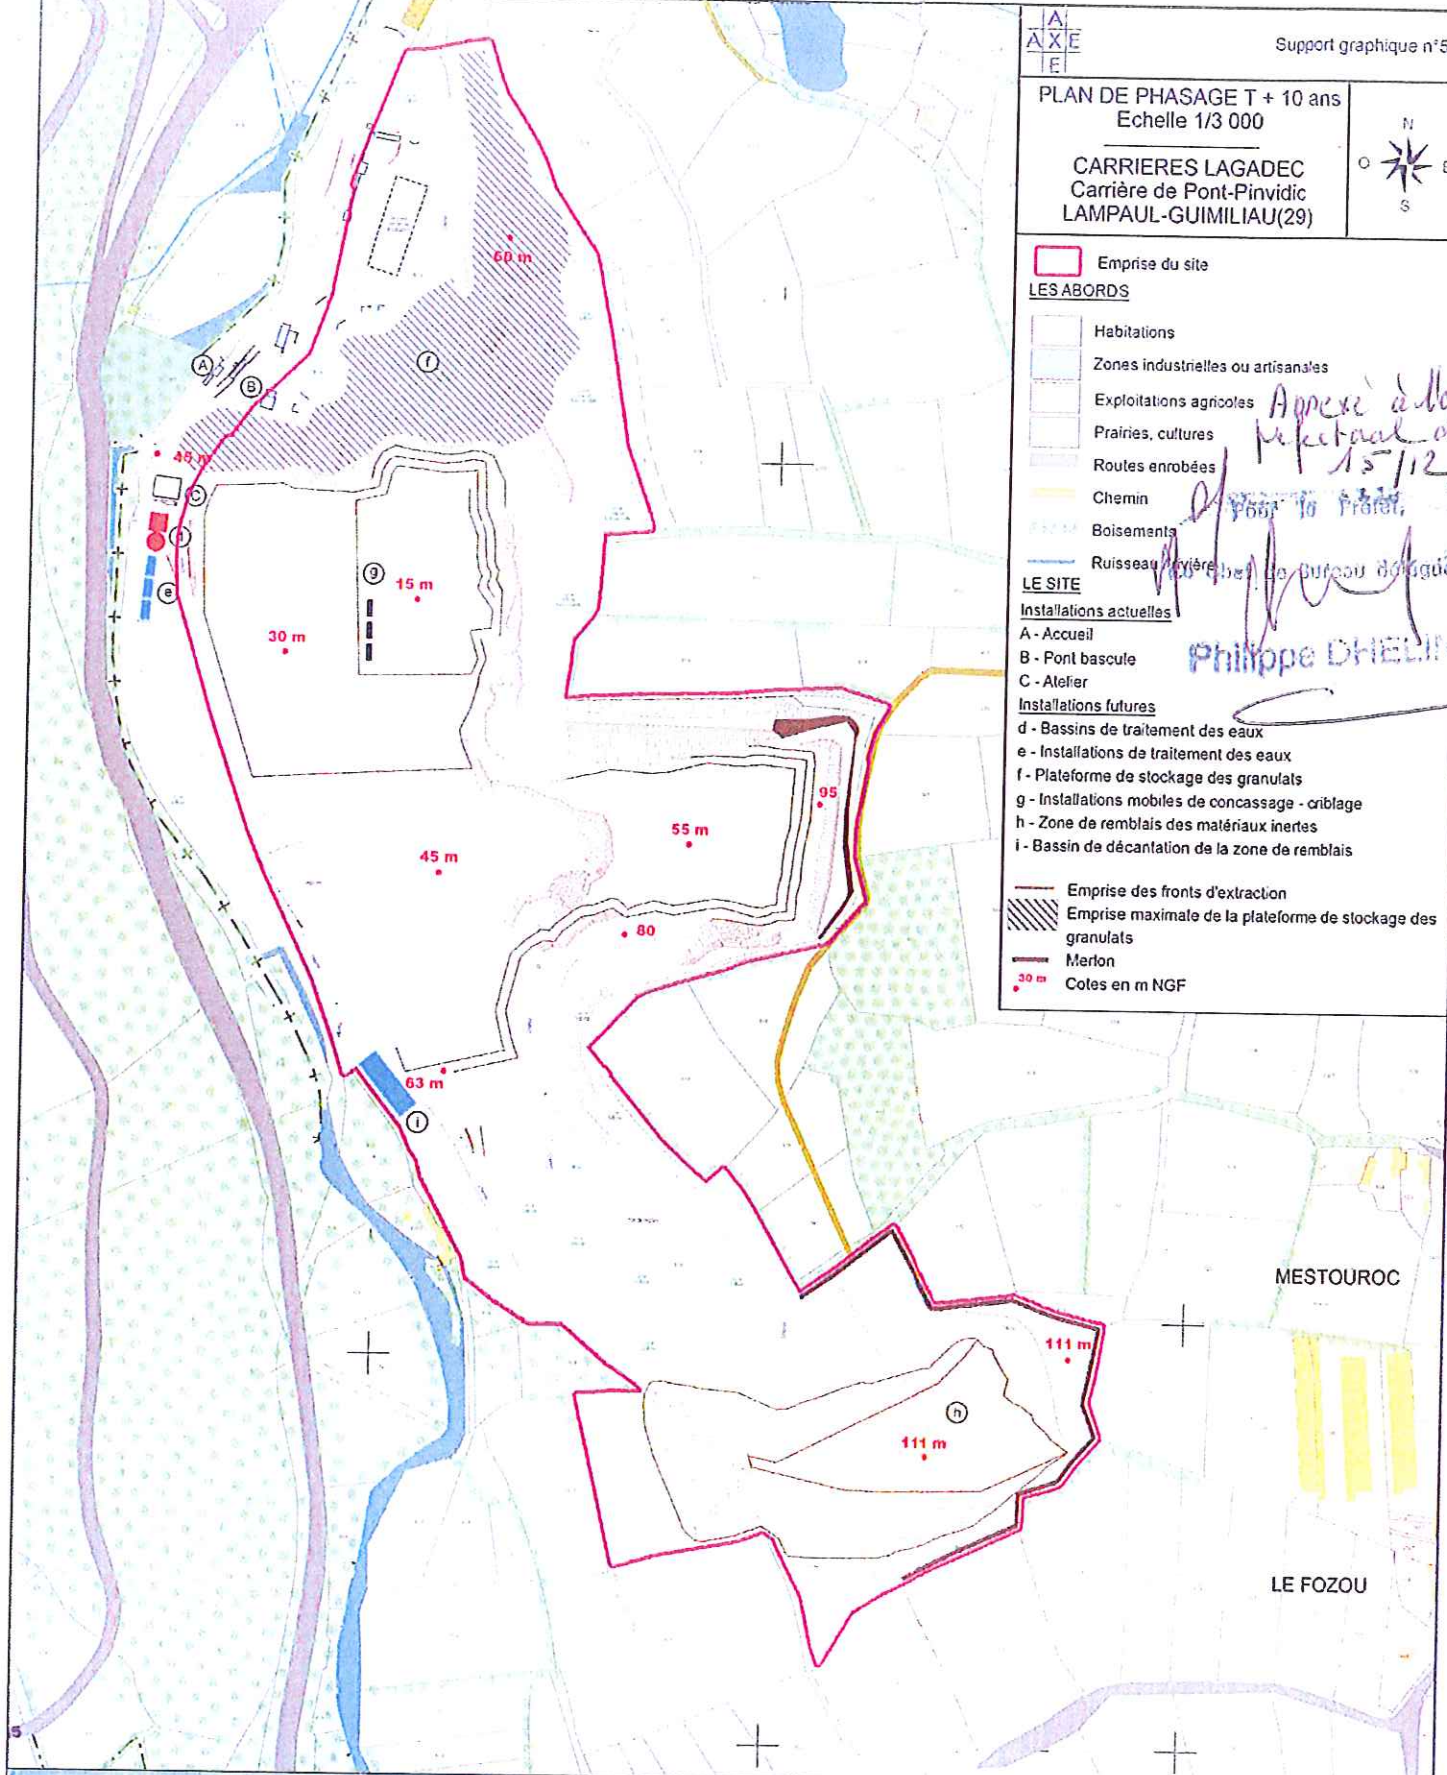 A
A X E
E
Support graphique n°5
PLAN DE PHASAGE T + 10 ans
Echelle 1/3 000
CARRIERES LAGADEC
Carrière de Pont-Pinvidic
LAMPAUL-GUIMILIAU(29)
N
O
S
Emprise du site
LES ABORDS
Habitations
Zones industrielles ou artisanales
Exploitations agricoles
Prairies, cultures
Routes enrobées
Chemin
Boisements
Ruisseau
Annexé à
15/12
Pour le Préfet,
Bureau
Philippe
LE SITE
Installations actuelles
A - Accueil
B - Pont bascule
C - Atelier
Installations futures
d - Bassins de traitement des eaux
e - Installations de traitement des eaux
f - Plateforme de stockage des granulats
g - Installations mobiles de concassage - criblage
h - Zone de remblais des matériaux inertes
i - Bassin de décantation de la zone de remblais
Emprise des fronts d'extraction
Emprise maximale de la plateforme de stockage des
granulats
Merlon
30 m
Cotes en m NGF
60 m
f
A
B
45 m
C
d
e
g
15 m
30 m
95
55 m
45 m
80
63 m
i
MESTOUROC
111 m
h
111 m
LE FOZOU
5